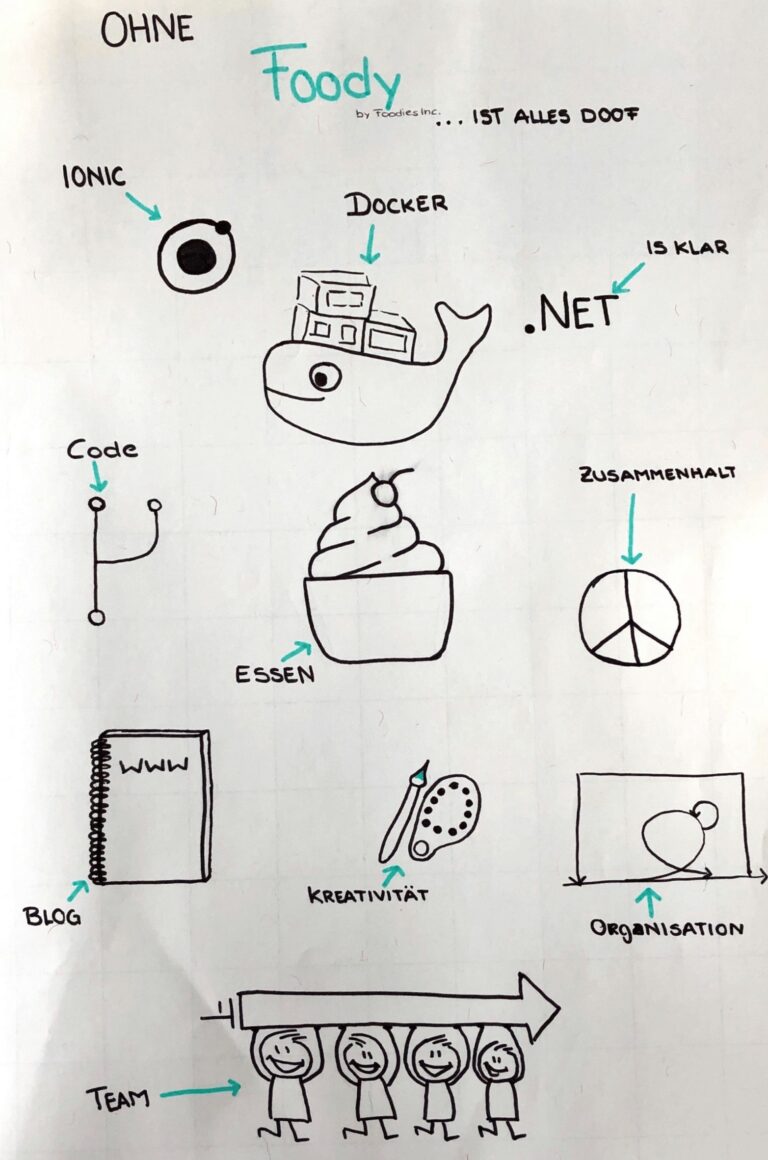 OHNE
Foody
by Foodies Inc.
... IST ALLES DOOF
IONIC
DOCKER
IS KLAR
.NET
Code
ZUSAMMENHALT
ESSEN
WWW
KREATIVITÄT
BLOG
ORgaNISATION
TEAM